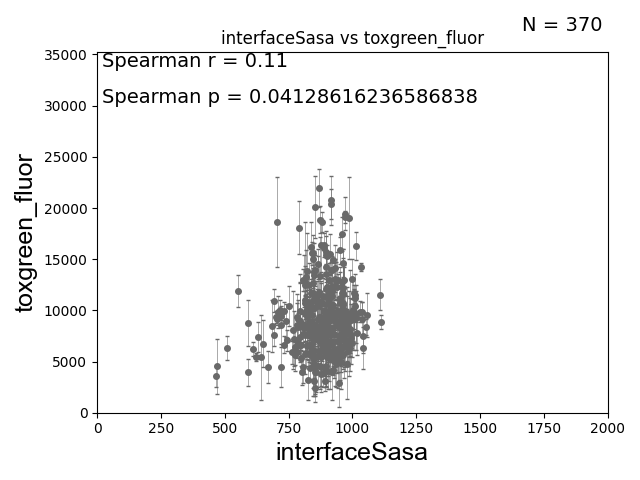 N = 370
interfaceSasa vs toxgreen_fluor
Spearman r = 0.11
Spearman p = 0.04128616236586838
toxgreen_fluor
35000
30000
25000
20000
15000
10000
5000
0
0 250 500 750 1000 1250 1500 1750 2000
interfaceSasa